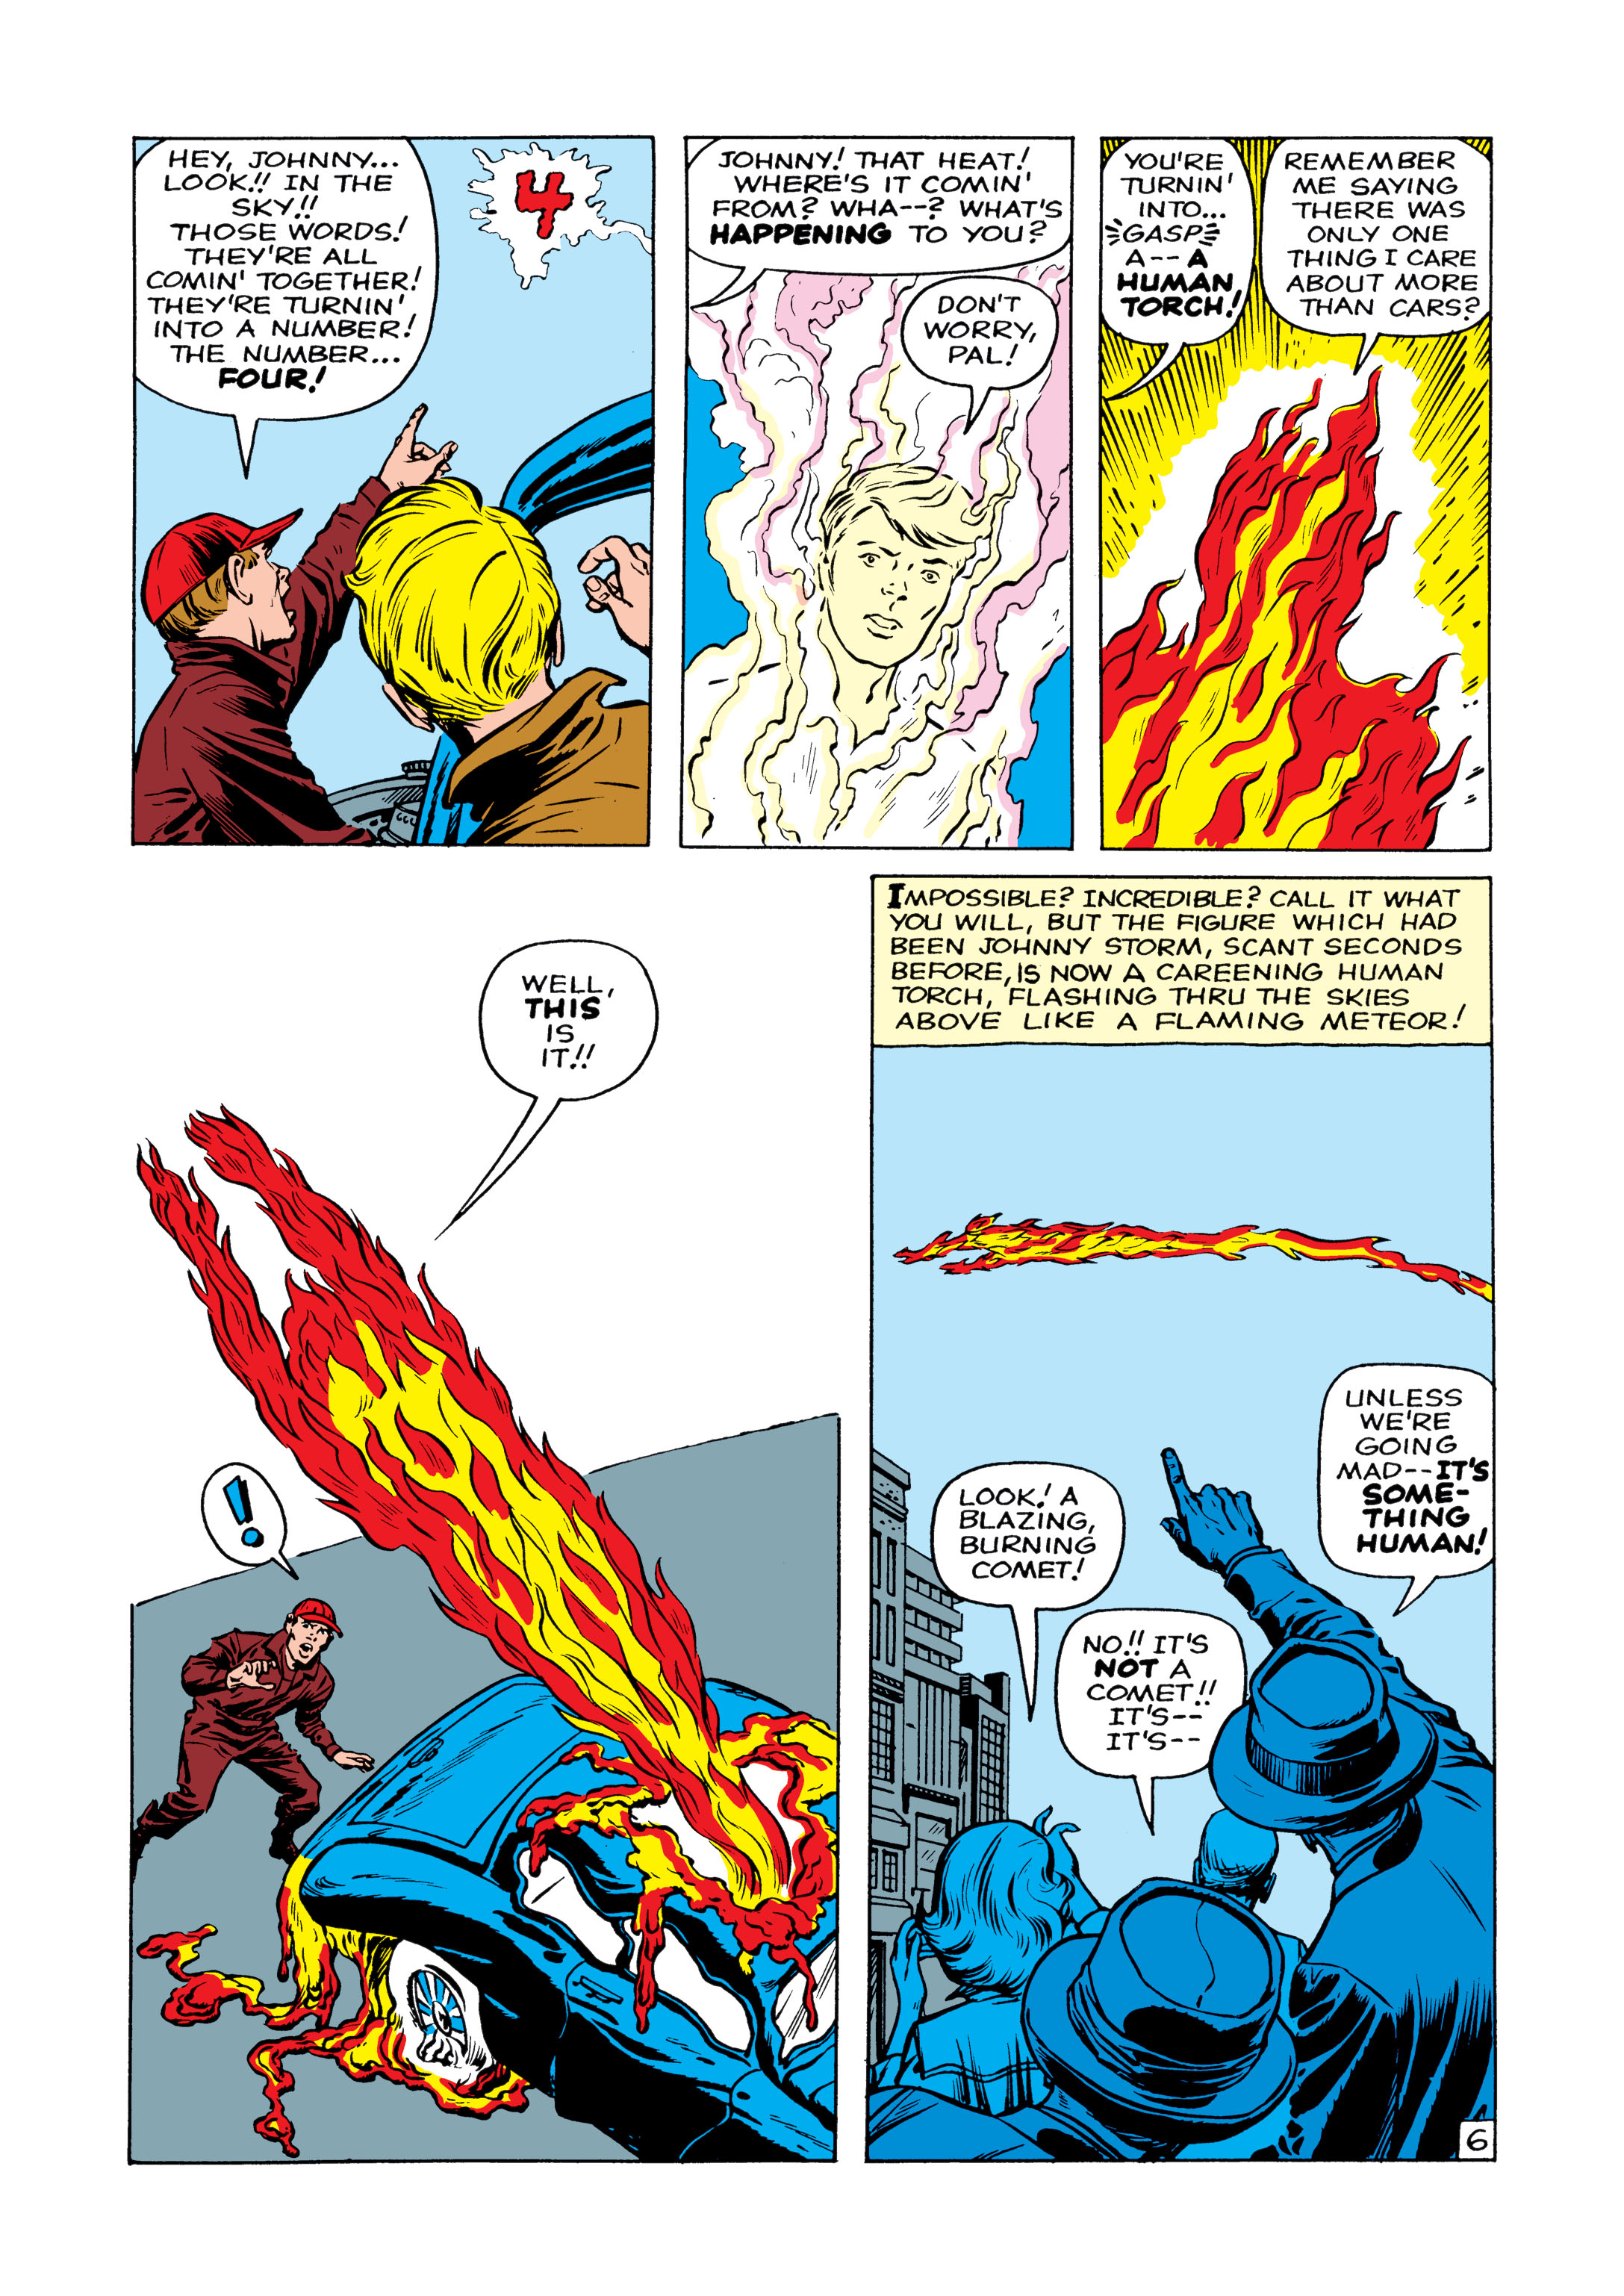 HEY, JOHNNY...
LOOK!! IN THE
SKY!!
THOSE WORDS!
THEY'RE ALL
COMIN' TOGETHER!
THEY'RE TURNIN'
INTO A NUMBER!
THE NUMBER...
FOUR!
4
JOHNNY! THAT HEAT!
WHERE'S IT COMIN'
FROM? WHA--? WHAT'S
HAPPENING TO YOU?
DON'T
WORRY,
PAL!
YOU'RE
TURNIN'
INTO...
GASP
A-- A
HUMAN
TORCH!
REMEMBER
ME SAYING
THERE WAS
ONLY ONE
THING I CARE
ABOUT MORE
THAN CARS?
WELL,
THIS
IS
IT!!
!
IMPOSSIBLE? INCREDIBLE? CALL IT WHAT
YOU WILL, BUT THE FIGURE WHICH HAD
BEEN JOHNNY STORM, SCANT SECONDS
BEFORE, IS NOW A CAREENING HUMAN
TORCH, FLASHING THRU THE SKIES
ABOVE LIKE A FLAMING METEOR!
LOOK! A
BLAZING,
BURNING
COMET!
NO!! IT'S
NOT A
COMET!!
IT'S--
IT'S--
UNLESS
WE'RE
GOING
MAD--IT'S
SOME-
THING
HUMAN!
6